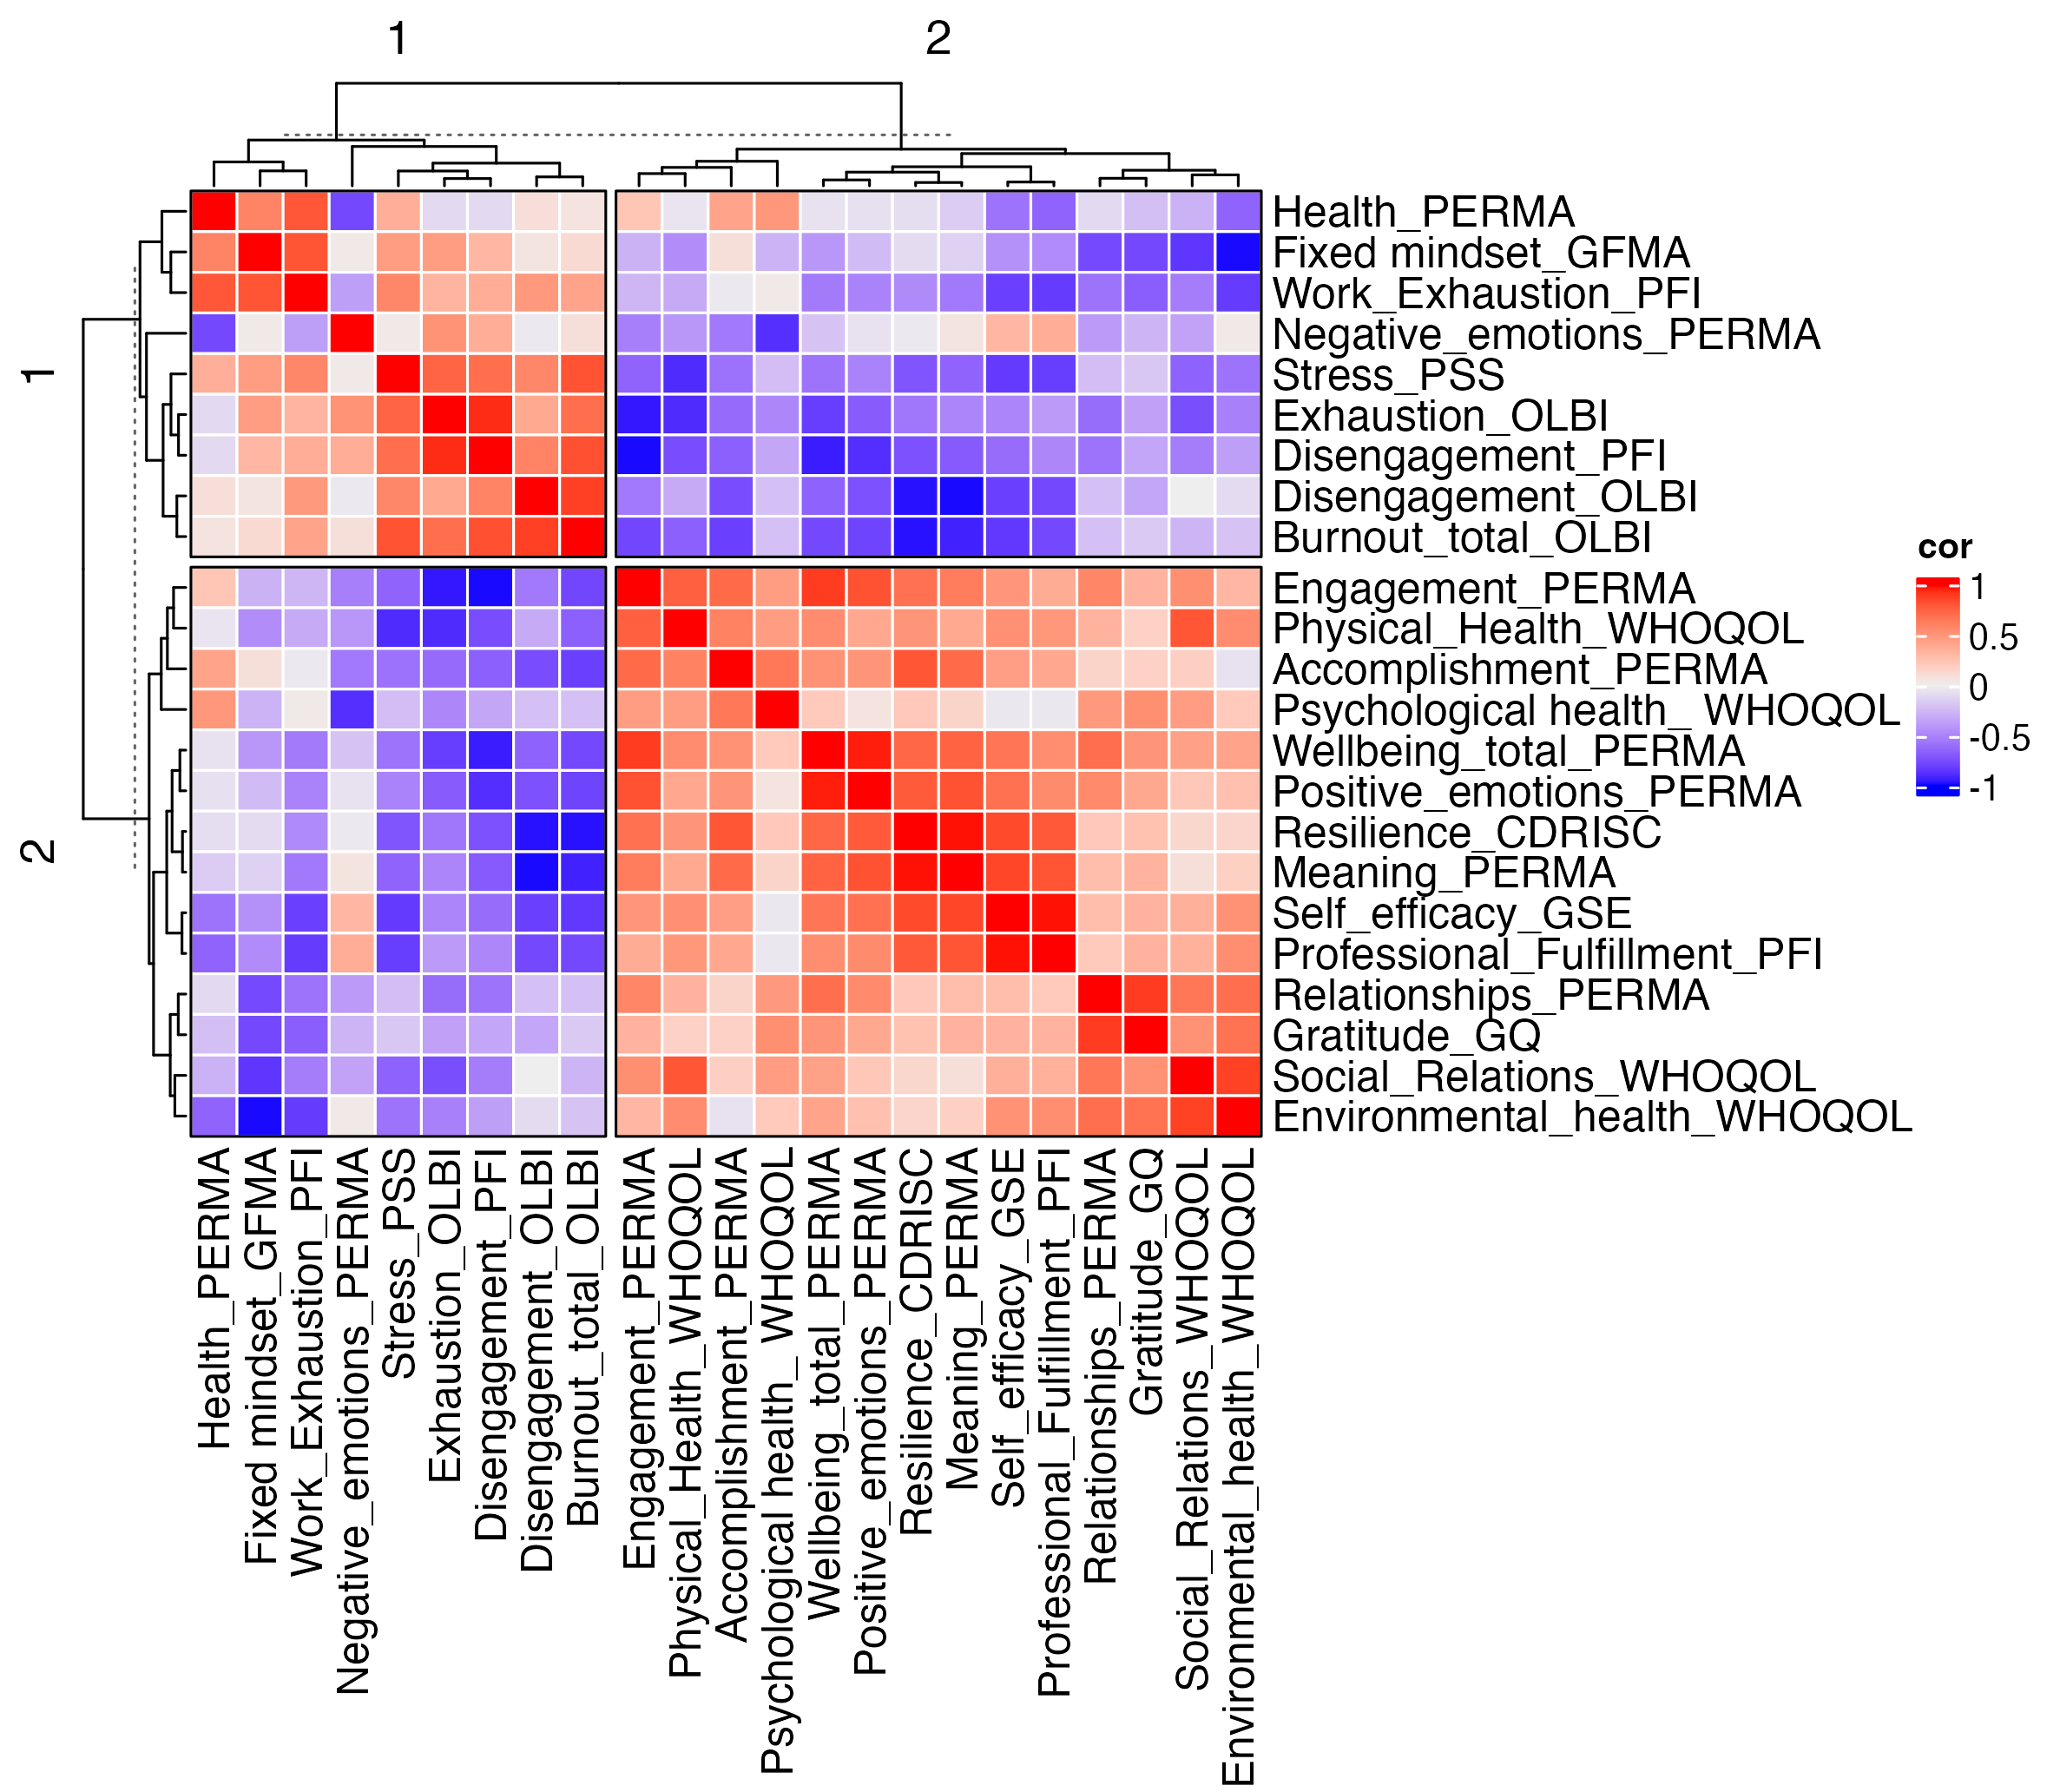 1
2
1
2
Health_PERMA
Fixed mindset_GFMA
Work_Exhaustion_PFI
Negative_emotions_PERMA
Stress_PSS
Exhaustion_OLBI
Disengagement_PFI
Disengagement_OLBI
Burnout_total_OLBI
Engagement_PERMA
Physical_Health_WHOQOL
Accomplishment_PERMA
Psychological health_ WHOQOL
Wellbeing_total_PERMA
Positive_emotions_PERMA
Resilience_CDRISC
Meaning_PERMA
Self_efficacy_GSE
Professional_Fulfillment_PFI
Relationships_PERMA
Gratitude_GQ
Social_Relations_WHOQOL
Environmental_health_WHOQOL
cor
1
0.5
0
-0.5
-1
Health_PERMA
Fixed mindset_GFMA
Work_Exhaustion_PFI
Negative_emotions_PERMA
Stress_PSS
Exhaustion_OLBI
Disengagement_PFI
Disengagement_OLBI
Burnout_total_OLBI
Engagement_PERMA
Physical_Health_WHOQOL
Accomplishment_PERMA
Psychological health_ WHOQOL
Wellbeing_total_PERMA
Positive_emotions_PERMA
Resilience_CDRISC
Meaning_PERMA
Self_efficacy_GSE
Professional_Fulfillment_PFI
Relationships_PERMA
Gratitude_GQ
Social_Relations_WHOQOL
Environmental_health_WHOQOL